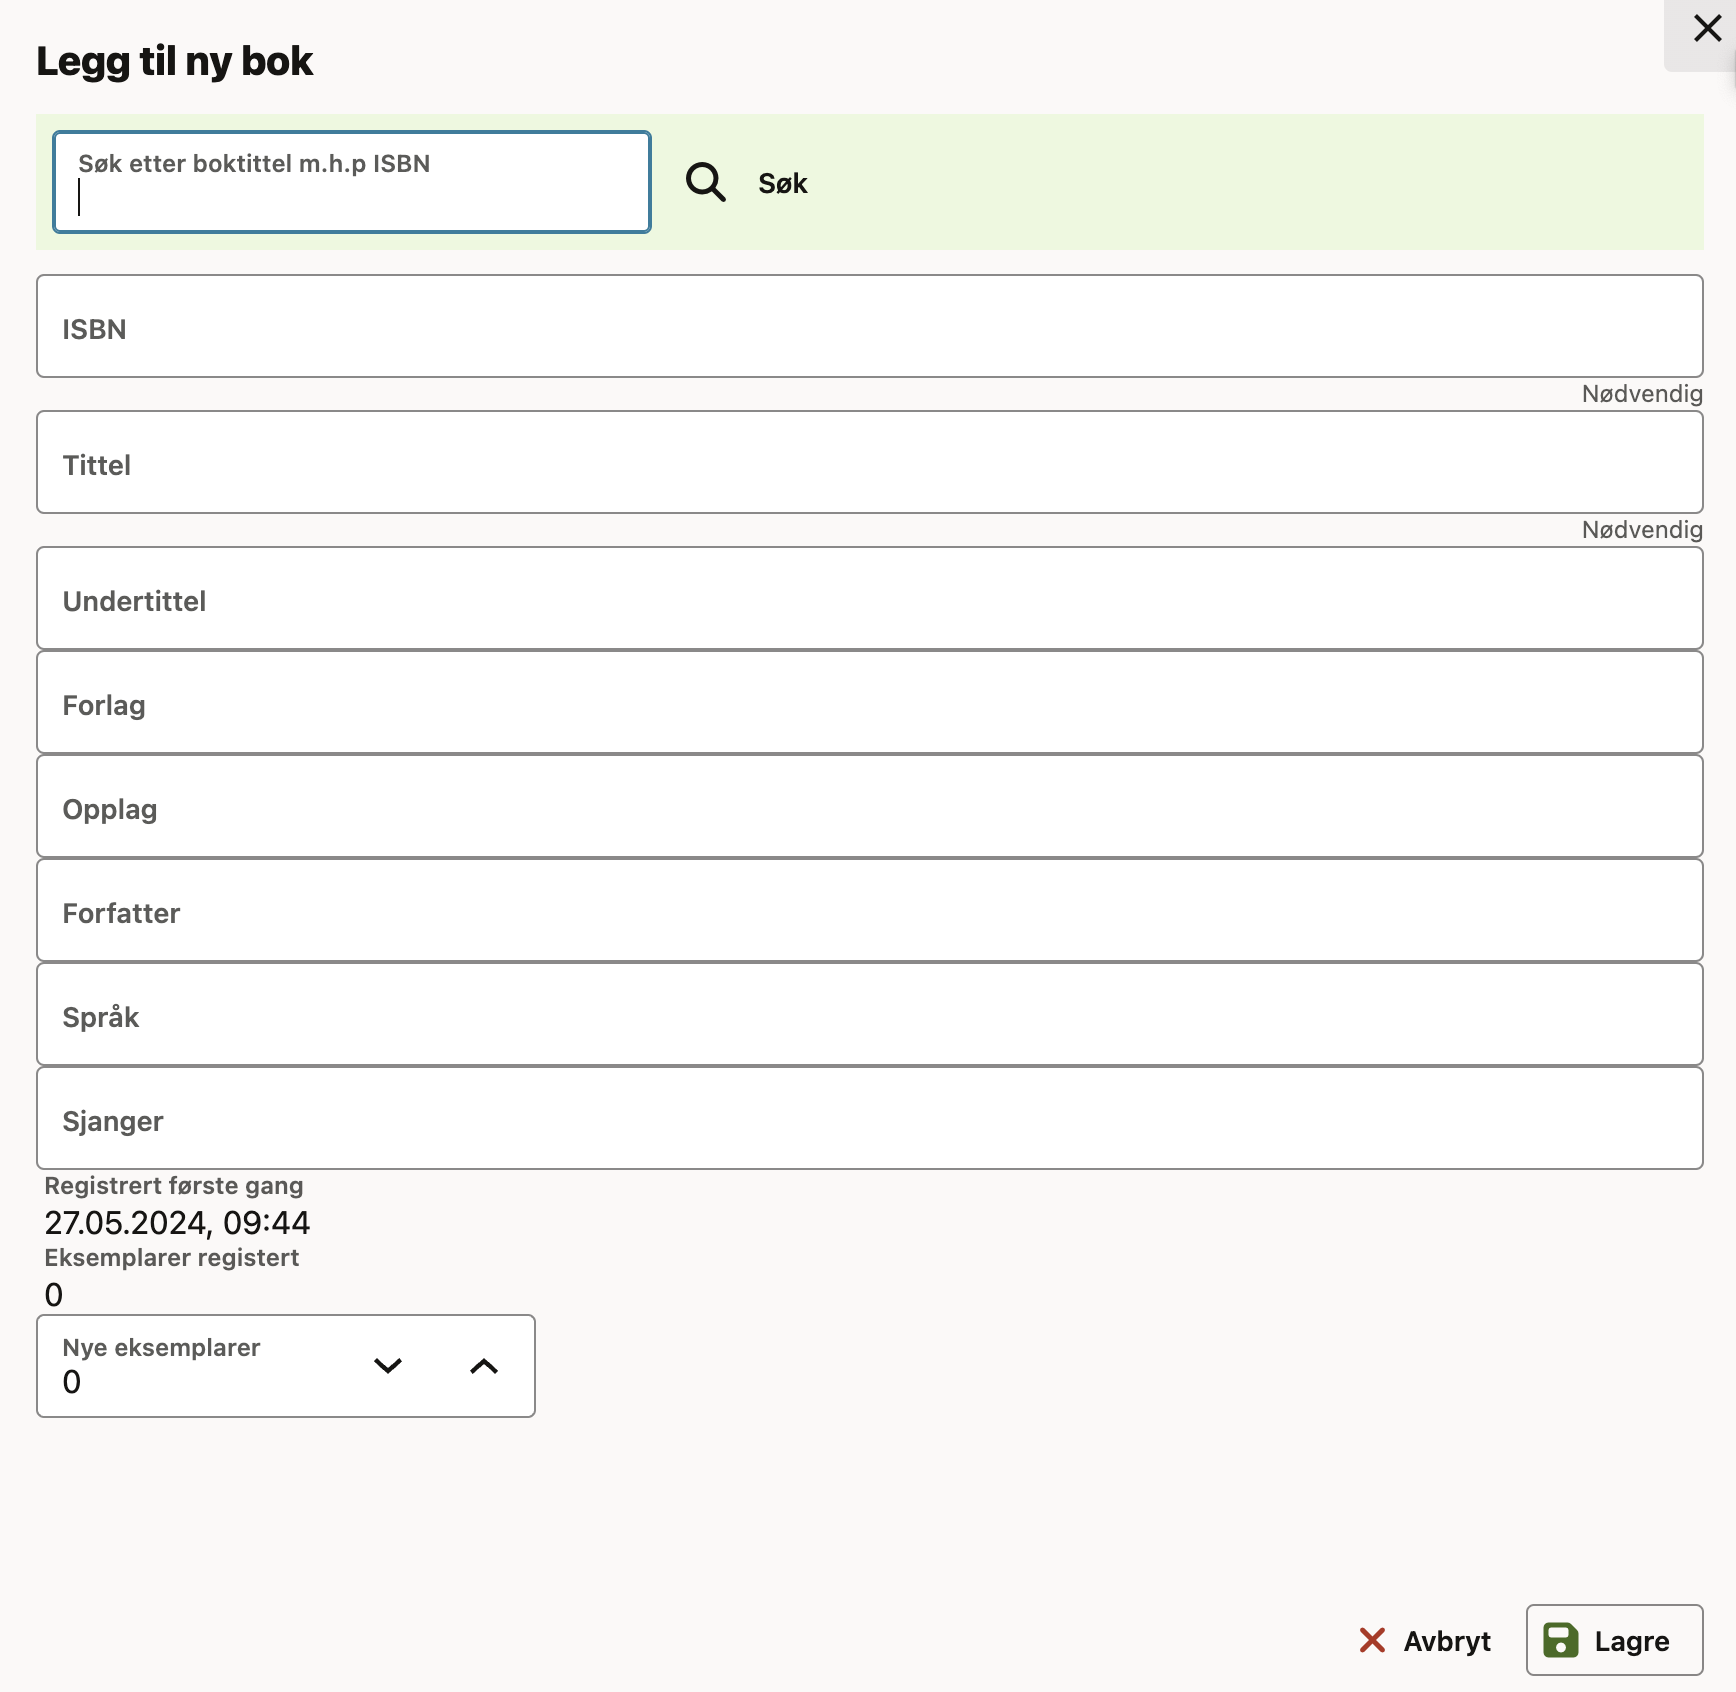 Legg til ny bok
Søk etter boktittel m.h.p ISBN
Søk
ISBN
Nødvendig
Tittel
Nødvendig
Undertittel
Forlag
Opplag
Forfatter
Språk
Sjanger
Registrert første gang
27.05.2024, 09:44
Eksemplarer registert
0
Nye eksemplarer
0
Avbryt
Lagre